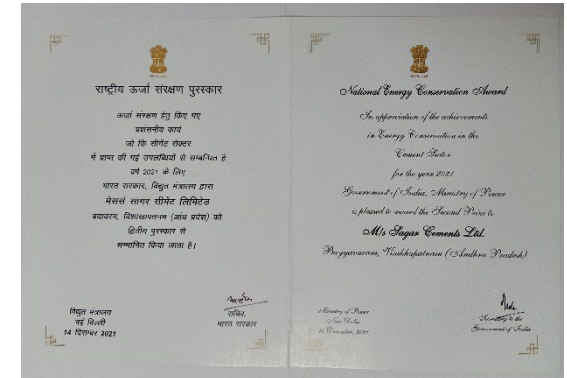 राष्ट्रीय ऊर्जा संरक्षण पुरस्कार
ऊर्जा संरक्षण हेतु किए गए
प्रशंसनीय कार्य
जो कि सीमेंट सेक्टर
में प्राप्त की गई उपलब्धियों से सम्बन्धित है
वर्ष 2021 के लिए
भारत सरकार, विद्युत मंत्रालय द्वारा
मेसर्स सागर सीमेंट लिमिटेड
बय्यावरम, विशाखापत्तनम (आंध्र प्रदेश) को
द्वितीय पुरस्कार से
सम्मानित किया जाता है।
सचिव,
भारत सरकार
विद्युत मंत्रालय
नई दिल्ली
14 दिसम्बर 2021
National Energy Conservation Award
In appreciation of the achievements
in Energy Conservation in the
Cement Sector
for the year 2021
Government of India, Ministry of Power
is pleased to award the Second Prize to
M/s Sagar Cements Ltd.
Bayyavaram, Visakhapatnam (Andhra Pradesh)
Ministry of Power
New Delhi
14 December, 2021
Secretary to the
Government of India